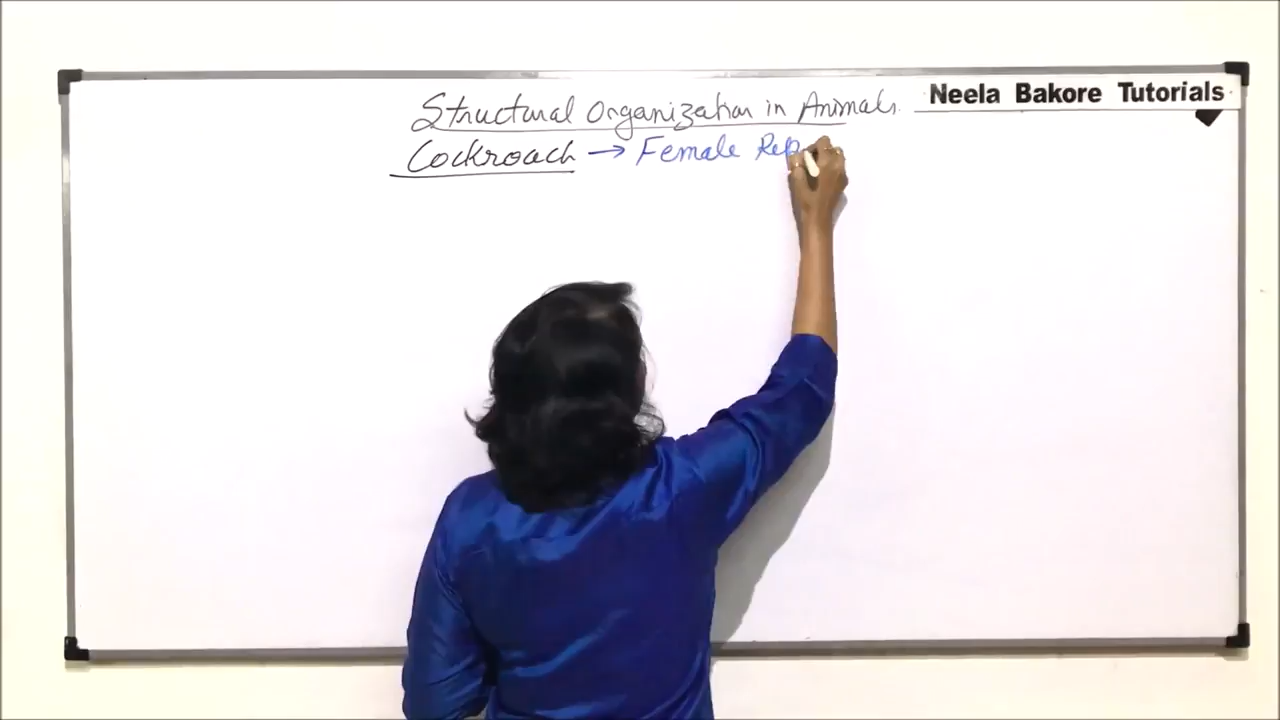 Structural Organization in Animals.
Neela Bakore Tutorials
Cockroach → Female Rep